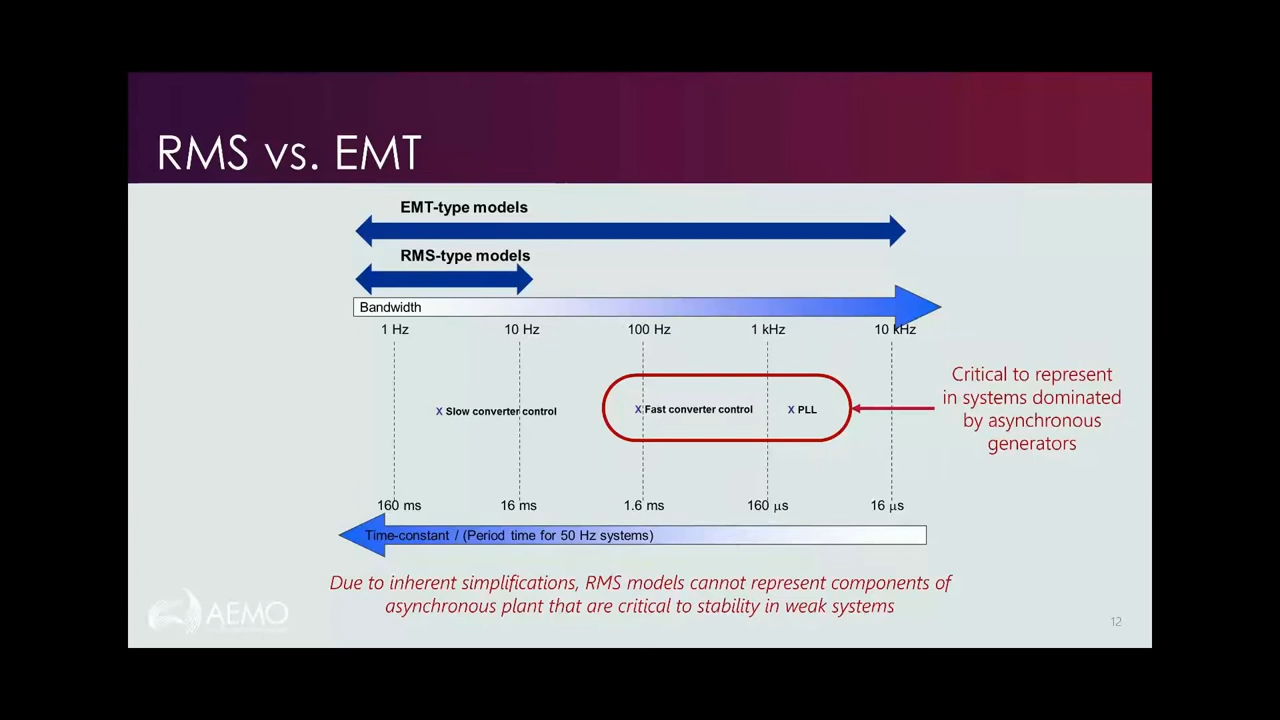 RMS vs. EMT
EMT-type models
RMS-type models
Bandwidth
1 Hz 10 Hz 100 Hz 1 kHz 10 kHz
X Slow converter control X Fast converter control X PLL
Critical to represent
in systems dominated
by asynchronous
generators
160 ms 16 ms 1.6 ms 160 μs 16 μs
Time-constant / (Period time for 50 Hz systems)
Due to inherent simplifications, RMS models cannot represent components of
asynchronous plant that are critical to stability in weak systems
AEMO
12